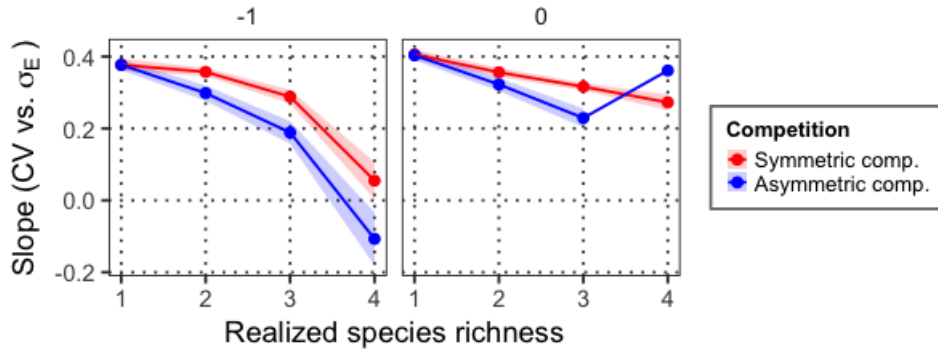 -1
0
Slope (CV vs. σE)
0.4
0.2
0.0
-0.2
1 2 3 4
1 2 3 4
Realized species richness
Competition
Symmetric comp.
Asymmetric comp.